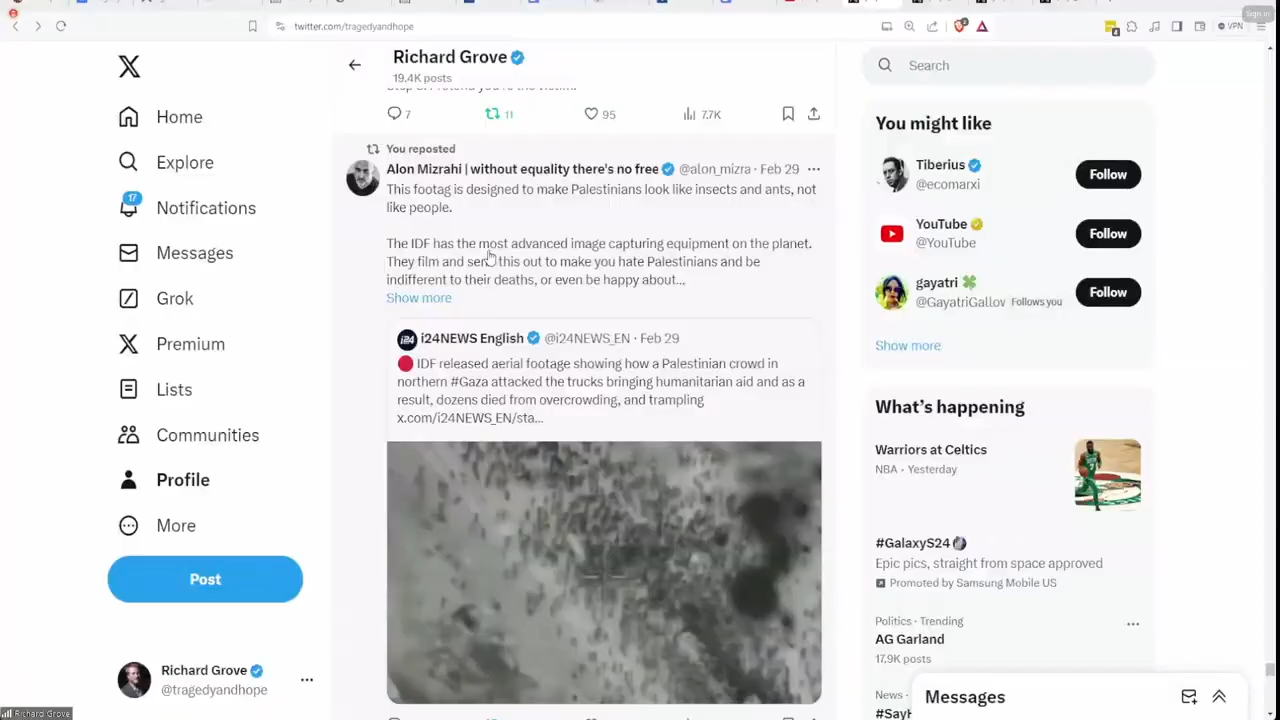 Sign in
twitter.com/tragedyandhope
VPN
Richard Grove
19.4K posts
Search
7
11
95
7.7K
Home
Explore
17
Notifications
Messages
Grok
Premium
Lists
Communities
Profile
More
Post
Richard Grove
@tragedyandhope
You reposted
Alon Mizrahi | without equality there's no free @alon_mizra · Feb 29
This footag is designed to make Palestinians look like insects and ants, not
like people.
The IDF has the most advanced image capturing equipment on the planet.
They film and send this out to make you hate Palestinians and be
indifferent to their deaths, or even be happy about...
Show more
i24
i24NEWS English @i24NEWS_EN · Feb 29
IDF released aerial footage showing how a Palestinian crowd in
northern #Gaza attacked the trucks bringing humanitarian aid and as a
result, dozens died from overcrowding, and trampling
x.com/i24NEWS_EN/sta...
You might like
Tiberius
@ecomarxi
Follow
YouTube
@YouTube
Follow
gayatri
@GayatriGallov Follows you
Follow
Show more
What's happening
Warriors at Celtics
NBA · Yesterday
#GalaxyS24
Epic pics, straight from space approved
Promoted by Samsung Mobile US
Politics · Trending
AG Garland
17.9K posts
News ·
Messages
Richard Grove